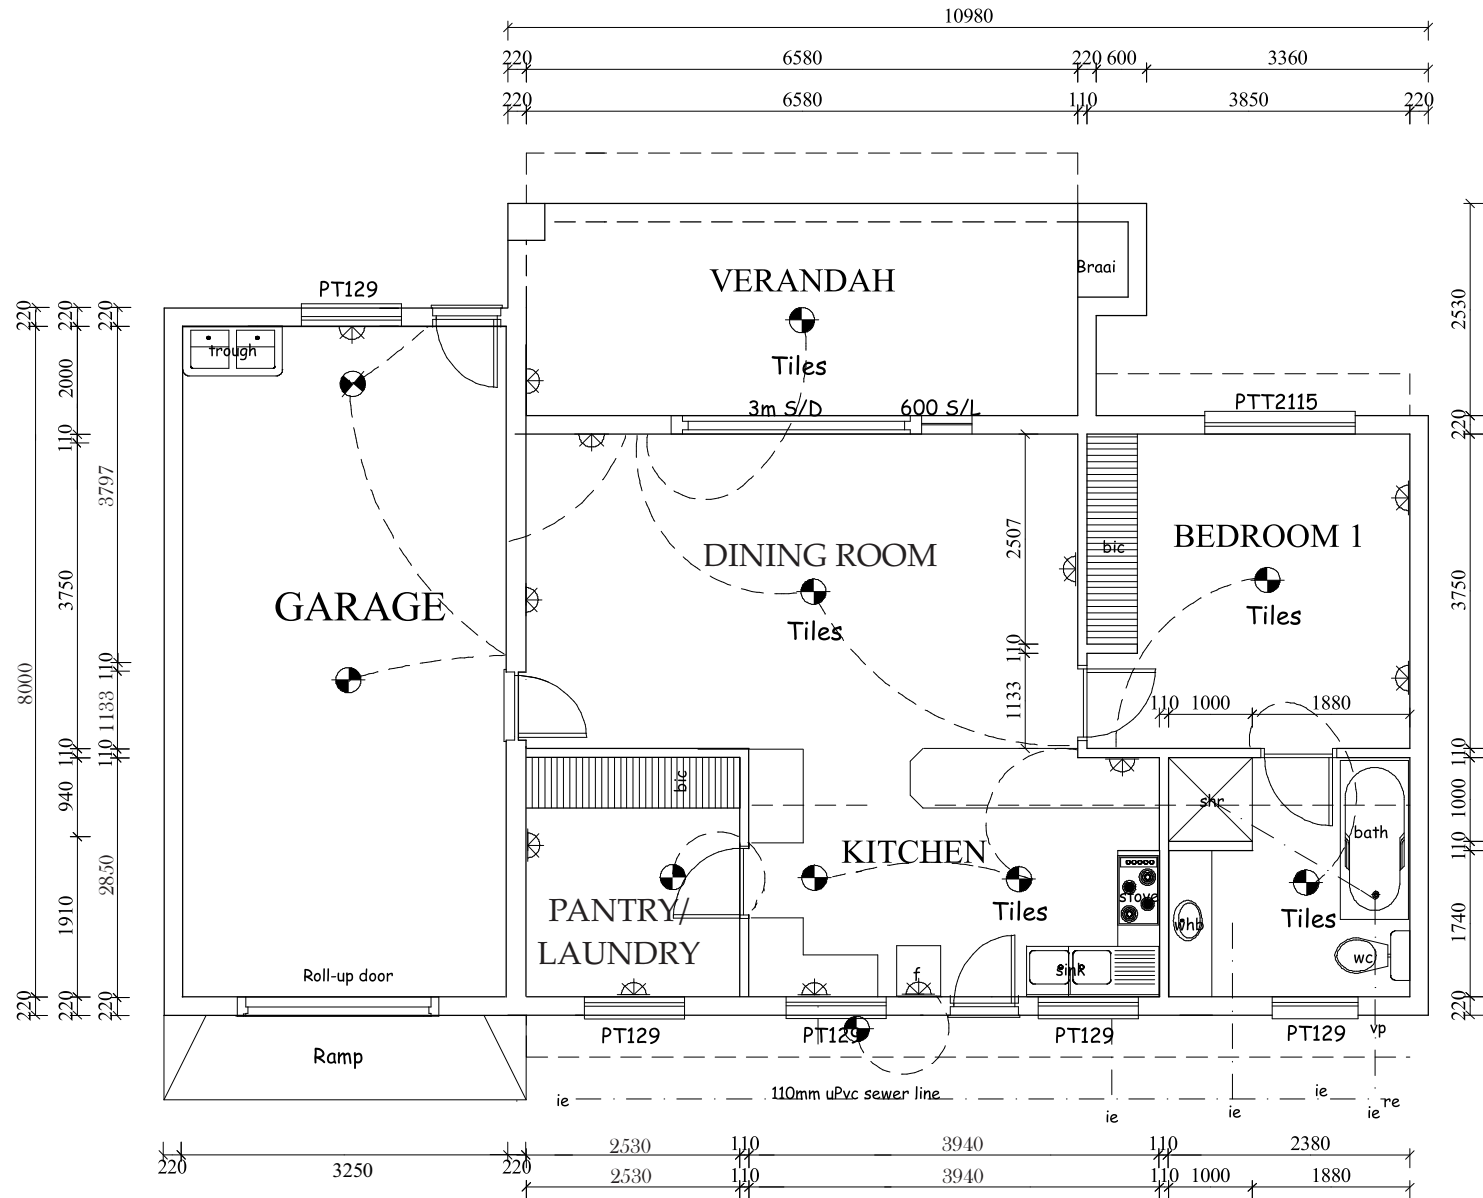 10980
220 6580 220 600 3360
220 6580 110 3850 220
VERANDAH
Braai
Tiles
PT129
trough
3m S/D 600 S/L
PTT2115
220 220 220
2000
110
3797
3750
110
8000
1133
110 110
940
2850
1910
220 220 220
2530
220
3750
110
1000
110
1740
220
GARAGE
DINING ROOM
Tiles
2507
110
1133
bic
BEDROOM 1
Tiles
110 1000 1880
bic
KITCHEN
Tiles
shr
bath
stove
whb
Tiles
wc
PANTRY/
LAUNDRY
f
sink
Roll-up door
Ramp
PT129
PT129
PT129
PT129
vp
110mm uPvc sewer line
ie
ie
ie
ie
ie
re
220 3250 220 2530 110 3940 110 2380
2530 110 3940 110 1000 1880